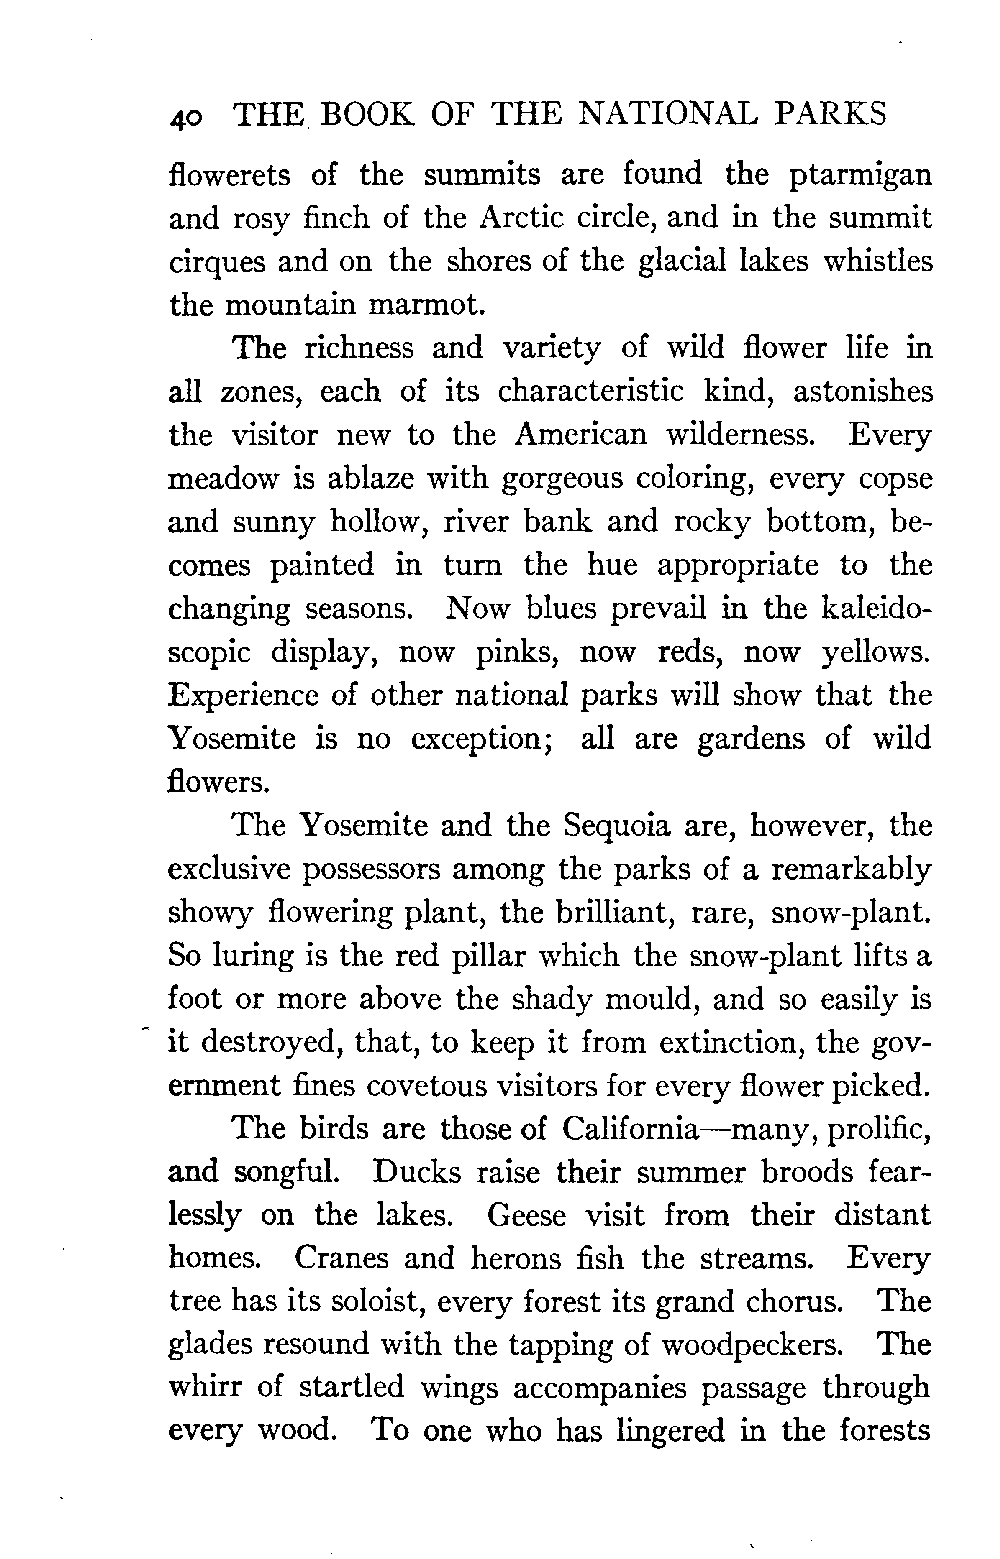 40 THE BOOK OF THE NATIONAL PARKS
flowerets of the summits are found the ptarmigan
and rosy finch of the Arctic circle, and in the summit
cirques and on the shores of the glacial lakes whistles
the mountain marmot.
The richness and variety of wild flower life in
all zones, each of its characteristic kind, astonishes
the visitor new to the American wilderness. Every
meadow is ablaze with gorgeous coloring, every copse
and sunny hollow, river bank and rocky bottom, be-
comes painted in turn the hue appropriate to the
changing seasons. Now blues prevail in the kaleido-
scopic display, now pinks, now reds, now yellows.
Experience of other national parks will show that the
Yosemite is no exception; all are gardens of wild
flowers.
The Yosemite and the Sequoia are, however, the
exclusive possessors among the parks of a remarkably
showy flowering plant, the brilliant, rare, snow-plant.
So luring is the red pillar which the snow-plant lifts a
foot or more above the shady mould, and so easily is
it destroyed, that, to keep it from extinction, the gov-
ernment fines covetous visitors for every flower picked.
The birds are those of California—many, prolific,
and songful. Ducks raise their summer broods fear-
lessly on the lakes. Geese visit from their distant
homes. Cranes and herons fish the streams. Every
tree has its soloist, every forest its grand chorus. The
glades resound with the tapping of woodpeckers. The
whirr of startled wings accompanies passage through
every wood. To one who has lingered in the forests